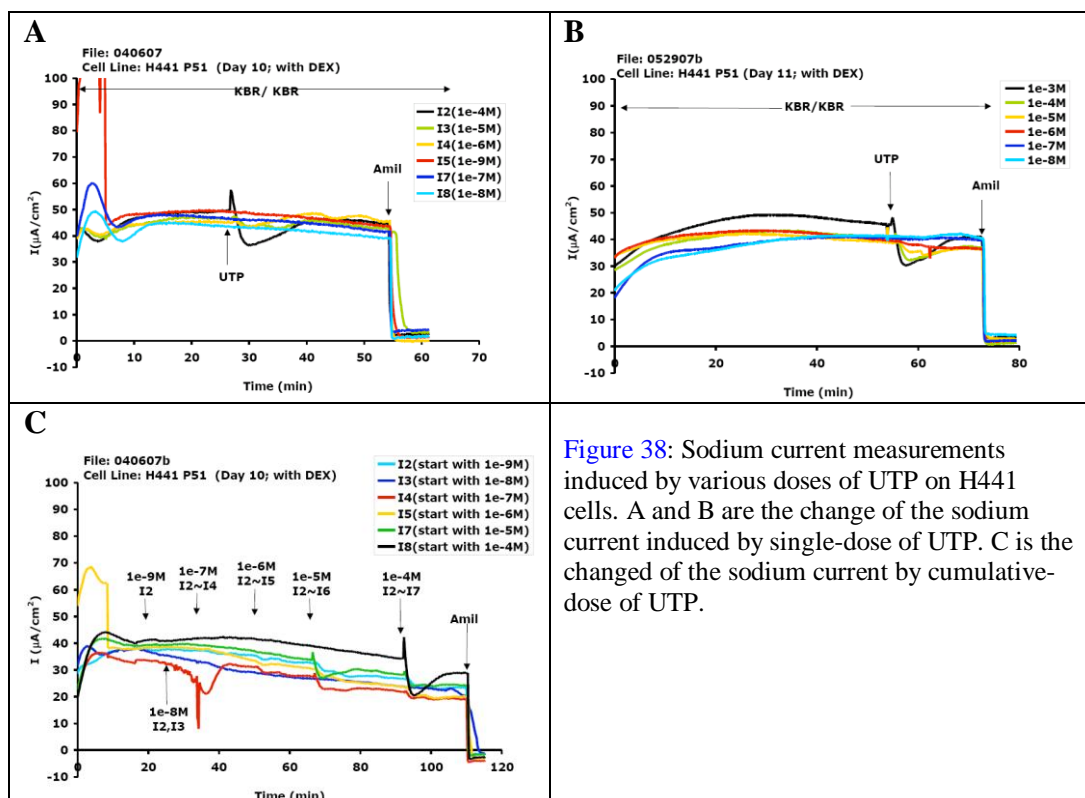 A
File: 040607
Cell Line: H441 P51 (Day 10; with DEX)
100
90
80
70
60
50
40
30
20
10
0
-10
I(µA/cm²)
KBR/ KBR
I2(1e-4M)
I3(1e-5M)
I4(1e-6M)
I5(1e-9M)
I7(1e-7M)
I8(1e-8M)
Amil
UTP
0 10 20 30 40 50 60 70
Time (min)
B
File: 052907b
Cell Line: H441 P51 (Day 11; with DEX)
100
90
80
70
60
50
40
30
20
10
0
-10
I(µA/cm²)
KBR/KBR
1e-3M
1e-4M
1e-5M
1e-6M
1e-7M
1e-8M
UTP
Amil
0 20 40 60 80
Time (min)
C
File: 040607b
Cell Line: H441 P51 (Day 10; with DEX)
100
90
80
70
60
50
40
30
20
10
0
-10
I (µA/cm²)
I2(start with 1e-9M)
I3(start with 1e-8M)
I4(start with 1e-7M)
I5(start with 1e-6M)
I7(start with 1e-5M)
I8(start with 1e-4M)
1e-9M
I2
1e-7M
I2~I4
1e-6M
I2~I5
1e-5M
I2~I6
1e-4M
I2~I7
Amil
1e-8M
I2,I3
0 20 40 60 80 100 120
Time (min)
Figure 38: Sodium current measurements
induced by various doses of UTP on H441
cells. A and B are the change of the sodium
current induced by single-dose of UTP. C is the
changed of the sodium current by cumulative-
dose of UTP.